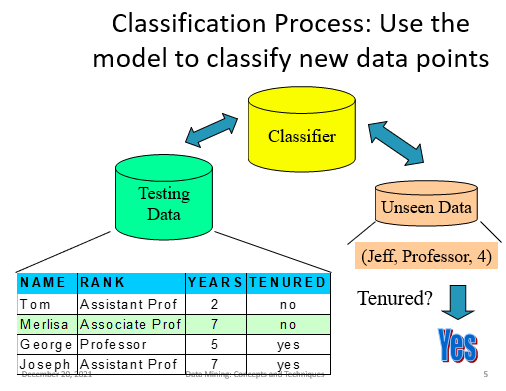 Classification Process: Use the
model to classify new data points
Classifier
Testing
Data
Unseen Data
(Jeff, Professor, 4)
NAME RANK YEARS TENURED
Tom Assistant Prof 2 no
Merlisa Associate Prof 7 no
George Professor 5 yes
Joseph Assistant Prof 7 yes
Tenured?
Yes
December 20, 2021 Data Mining: Concepts and Techniques 5